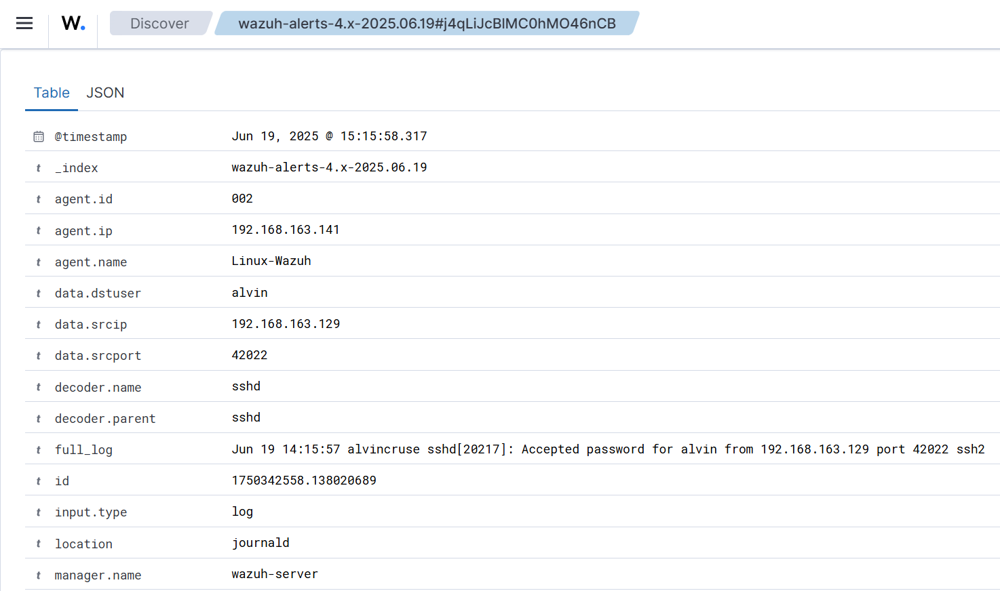 W. Discover wazuh-alerts-4.x-2025.06.19#j4qLiJcBlMC0hMO46nCB
Table JSON
@timestamp Jun 19, 2025 @ 15:15:58.317
t _index wazuh-alerts-4.x-2025.06.19
t agent.id 002
t agent.ip 192.168.163.141
t agent.name Linux-Wazuh
t data.dstuser alvin
t data.srcip 192.168.163.129
t data.srcport 42022
t decoder.name sshd
t decoder.parent sshd
t full_log Jun 19 14:15:57 alvincruse sshd[20217]: Accepted password for alvin from 192.168.163.129 port 42022 ssh2
t id 1750342558.138020689
t input.type log
t location journald
t manager.name wazuh-server